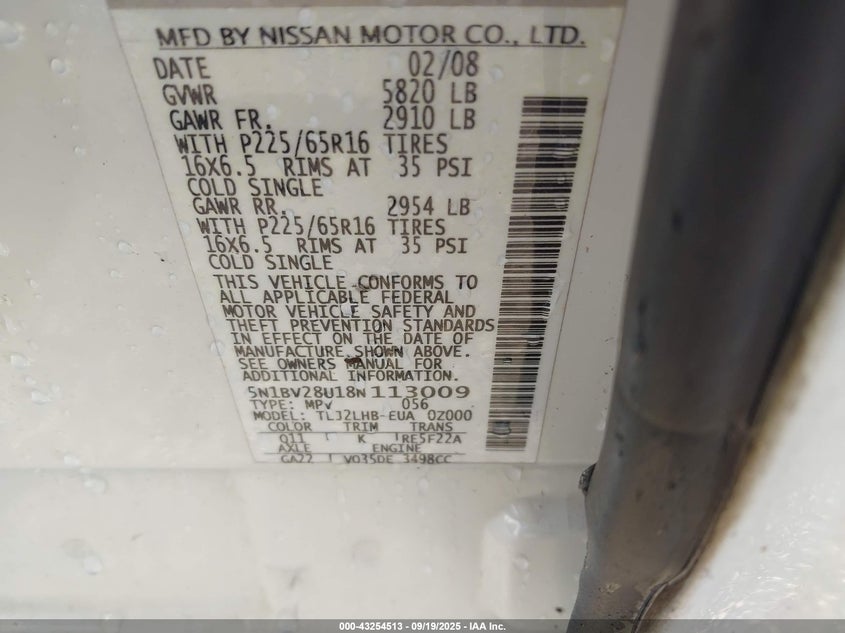 MFD BY NISSAN MOTOR CO., LTD.
DATE 02/08
GVWR 5820 LB
GAWR FR. 2910 LB
WITH P225/65R16 TIRES
16X6.5 RIMS AT 35 PSI
COLD SINGLE
GAWR RR. 2954 LB
WITH P225/65R16 TIRES
16X6.5 RIMS AT 35 PSI
COLD SINGLE
THIS VEHICLE CONFORMS TO
ALL APPLICABLE FEDERAL
MOTOR VEHICLE SAFETY AND
THEFT PREVENTION STANDARDS
IN EFFECT ON THE DATE OF
MANUFACTURE SHOWN ABOVE.
SEE OWNERS MANUAL FOR
ADDITIONAL INFORMATION
5N1BV28U18N113009
TYPE: MPV 056
MODEL: TLJ2LHB-EUA 0Z000
COLOR TRIM TRANS
Q11 K RE5F22A
AXLE ENGINE
GA22 VQ35DE 3498CC
000-43254513 - 09/19/2025 - IAA Inc.